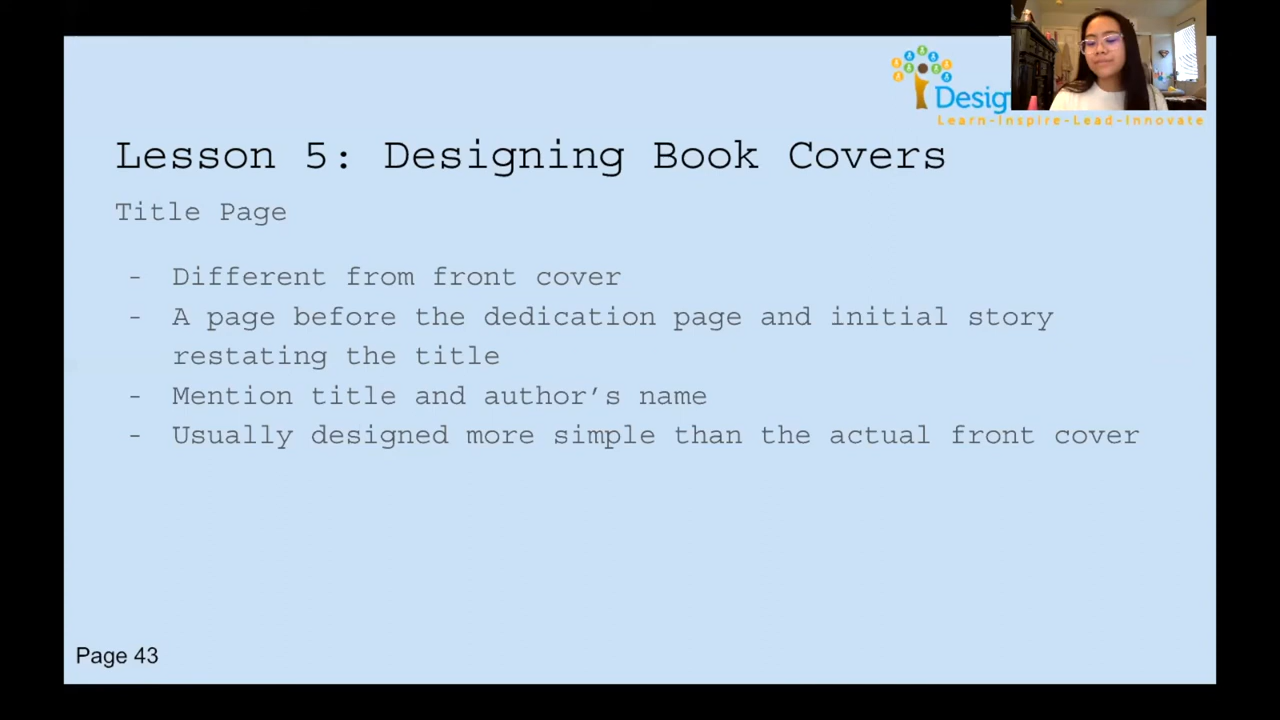 Desig
Learn-Inspire-Lead-Innovate
Lesson 5: Designing Book Covers
Title Page
- Different from front cover
- A page before the dedication page and initial story
restating the title
- Mention title and author's name
- Usually designed more simple than the actual front cover
Page 43